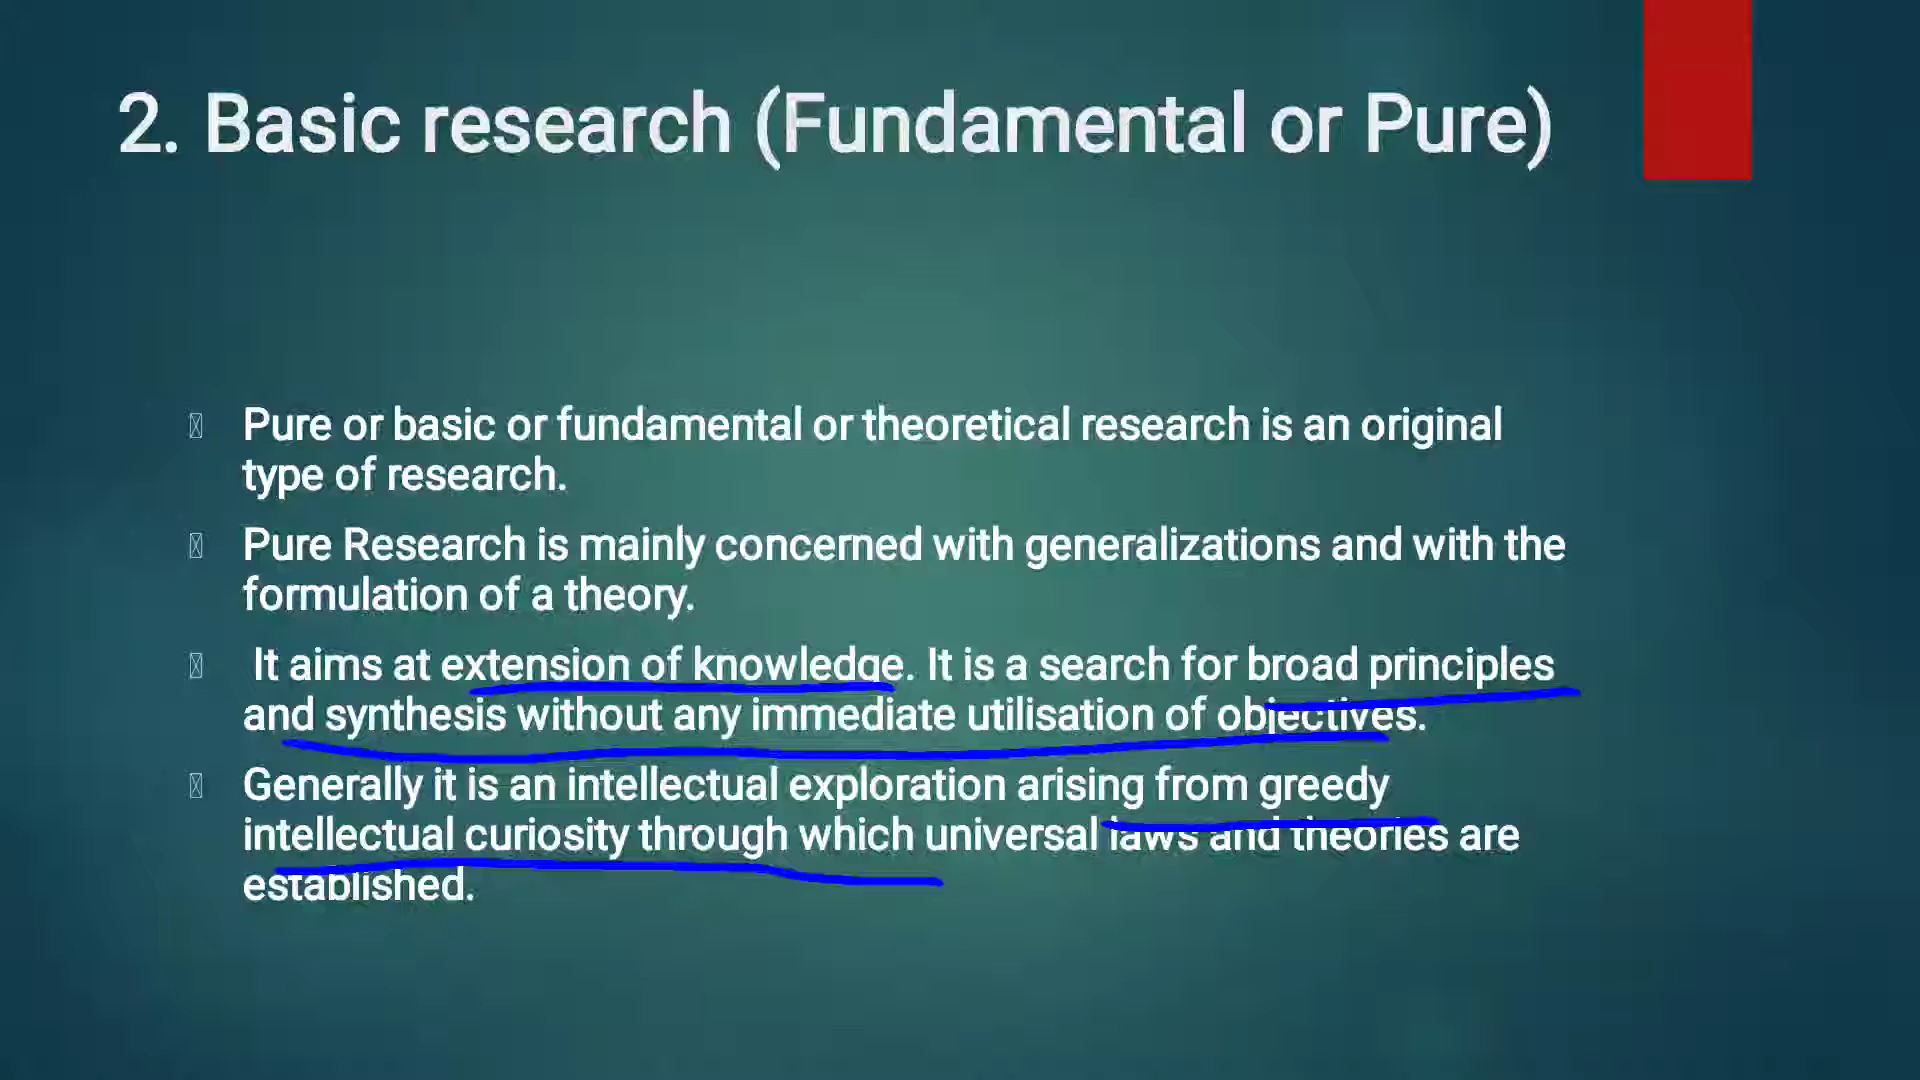 2. Basic research (Fundamental or Pure)
Pure or basic or fundamental or theoretical research is an original
type of research.
Pure Research is mainly concerned with generalizations and with the
formulation of a theory.
It aims at extension of knowledge. It is a search for broad principles
and synthesis without any immediate utilisation of objectives.
Generally it is an intellectual exploration arising from greedy
intellectual curiosity through which universal laws and theories are
established.